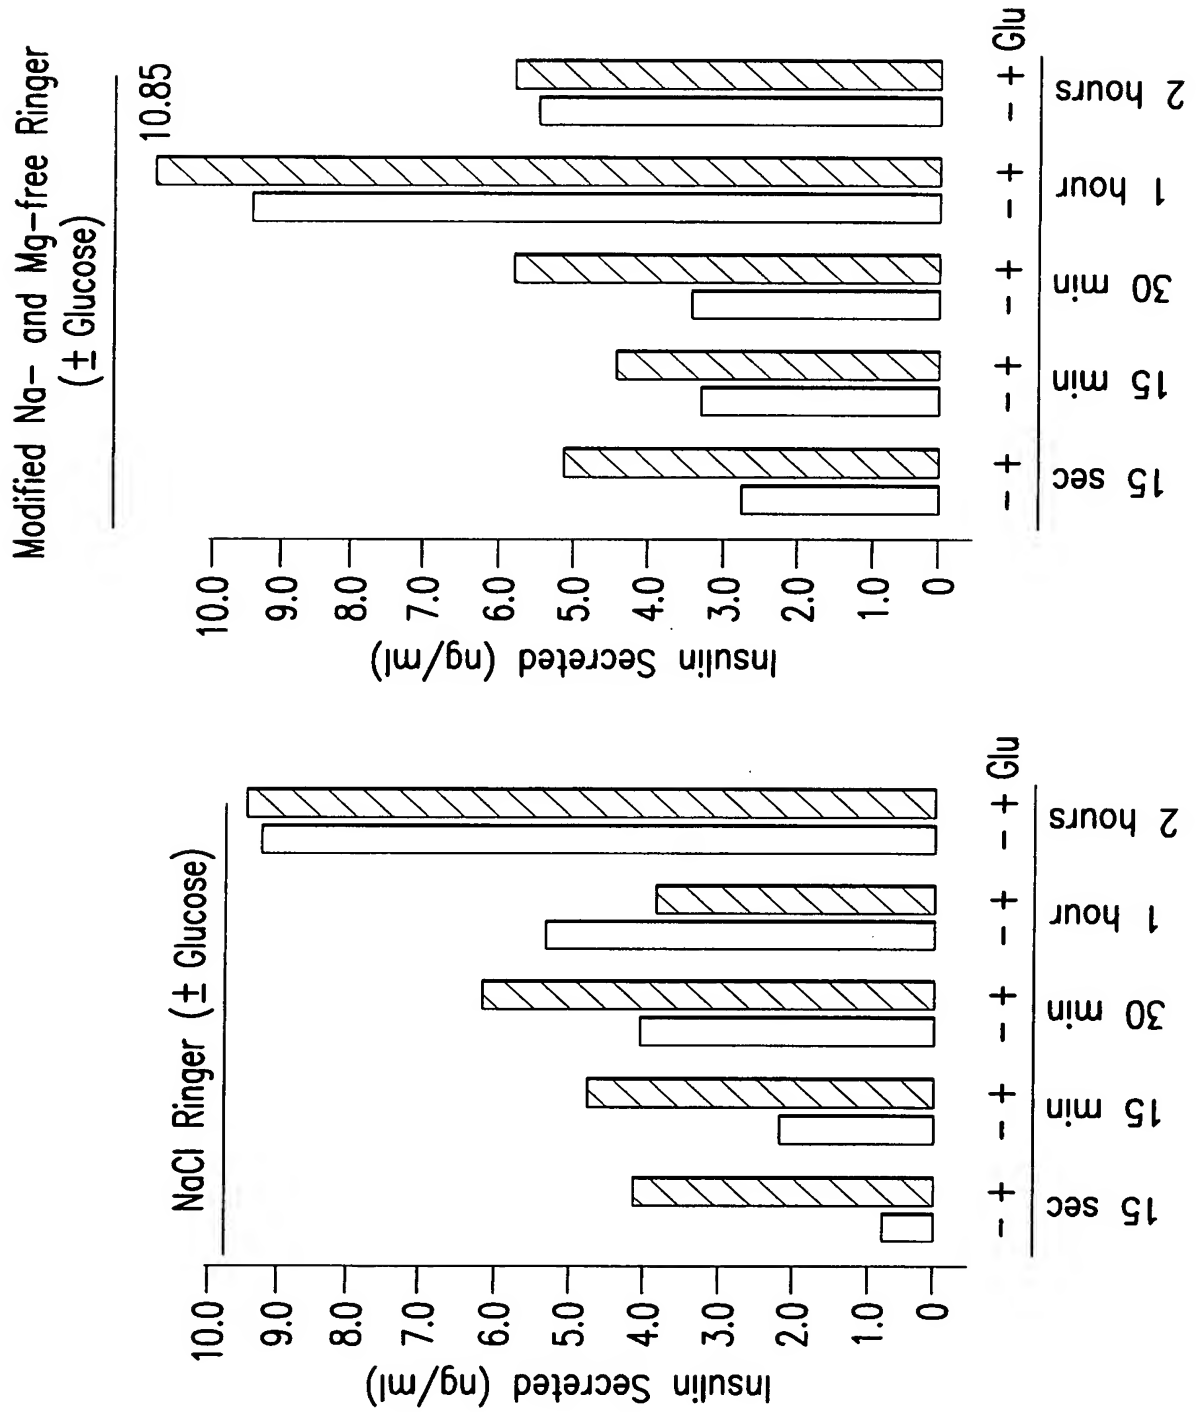 NaCl Ringer (± Glucose)
Insulin Secreted (ng/ml)
10.0
9.0
8.0
7.0
6.0
5.0
4.0
3.0
2.0
1.0
0
- + - + - + - + - + Glu
15 sec 15 min 30 min 1 hour 2 hours
Modified Na- and Mg-free Ringer
(± Glucose)
10.85
Insulin Secreted (ng/ml)
10.0
9.0
8.0
7.0
6.0
5.0
4.0
3.0
2.0
1.0
0
- + - + - + - + - + Glu
15 sec 15 min 30 min 1 hour 2 hours